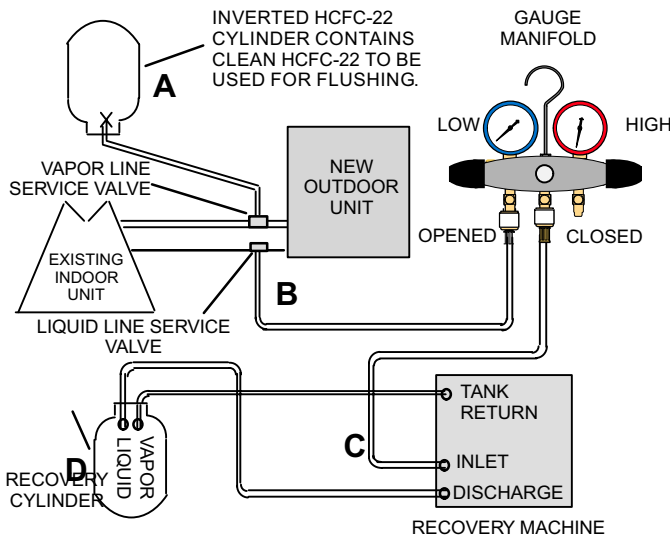 INVERTED HCFC-22
CYLINDER CONTAINS
CLEAN HCFC-22 TO BE
USED FOR FLUSHING.
A
GAUGE
MANIFOLD
LOW
HIGH
VAPOR LINE
SERVICE VALVE
NEW
OUTDOOR
UNIT
OPENED
CLOSED
EXISTING
INDOOR
UNIT
B
LIQUID LINE SERVICE
VALVE
TANK
RETURN
C
INLET
DISCHARGE
D
RECOVERY
CYLINDER
LIQUID
VAPOR
RECOVERY MACHINE